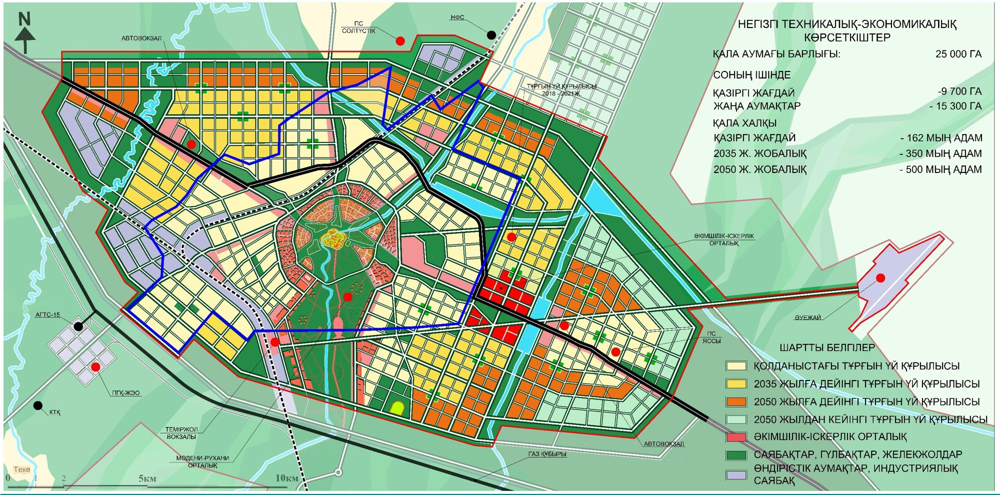 N
АВТОВОКЗАЛ
ПС
СОЛТҮСТІК
НФС
ТҰРҒЫН ҮЙ ҚҰРЫЛЫСЫ
2018 - 2021Ж.
НЕГІЗГІ ТЕХНИКАЛЫҚ-ЭКОНОМИКАЛЫҚ
КӨРСЕТКІШТЕР
ҚАЛА АУМАҒЫ БАРЛЫҒЫ: 25 000 ГА
СОНЫҢ ІШІНДЕ
ҚАЗІРГІ ЖАҒДАЙ -9 700 ГА
ЖАҢА АУМАҚТАР - 15 300 ГА
ҚАЛА ХАЛҚЫ
ҚАЗІРГІ ЖАҒДАЙ - 162 МЫҢ АДАМ
2035 Ж. ЖОБАЛЫҚ - 350 МЫҢ АДАМ
2050 Ж. ЖОБАЛЫҚ - 500 МЫҢ АДАМ
ӘКІМШІЛІК-ІСКЕРЛІК
ОРТАЛЫҚ
ӘУЕЖАЙ
ПС
ЯССЫ
АГТС-15
ПГҚ-ЖЭО
КТҚ
ТЕМІРЖОЛ
ВОКЗАЛЫ
МӘДЕНИ-РУХАНИ
ОРТАЛЫҚ
ГАЗ ҚҰБЫРЫ
АВТОВОКЗАЛ
ШАРТТЫ БЕЛГІЛЕР
ҚОЛДАНЫСТАҒЫ ТҰРҒЫН ҮЙ ҚҰРЫЛЫСЫ
2035 ЖЫЛҒА ДЕЙІНГІ ТҰРҒЫН ҮЙ ҚҰРЫЛЫСЫ
2050 ЖЫЛҒА ДЕЙІНГІ ТҰРҒЫН ҮЙ ҚҰРЫЛЫСЫ
2050 ЖЫЛДАН КЕЙІНГІ ТҰРҒЫН ҮЙ ҚҰРЫЛЫСЫ
ӘКІМШІЛІК-ІСКЕРЛІК ОРТАЛЫҚ
САЯБАҚТАР, ГҮЛБАҚТАР, ЖЕЛЕКЖОЛДАР
ӨНДІРІСТІК АУМАҚТАР, ИНДУСТРИЯЛЫҚ
САЯБАҚ
Теке
0 1 2 5км 10км